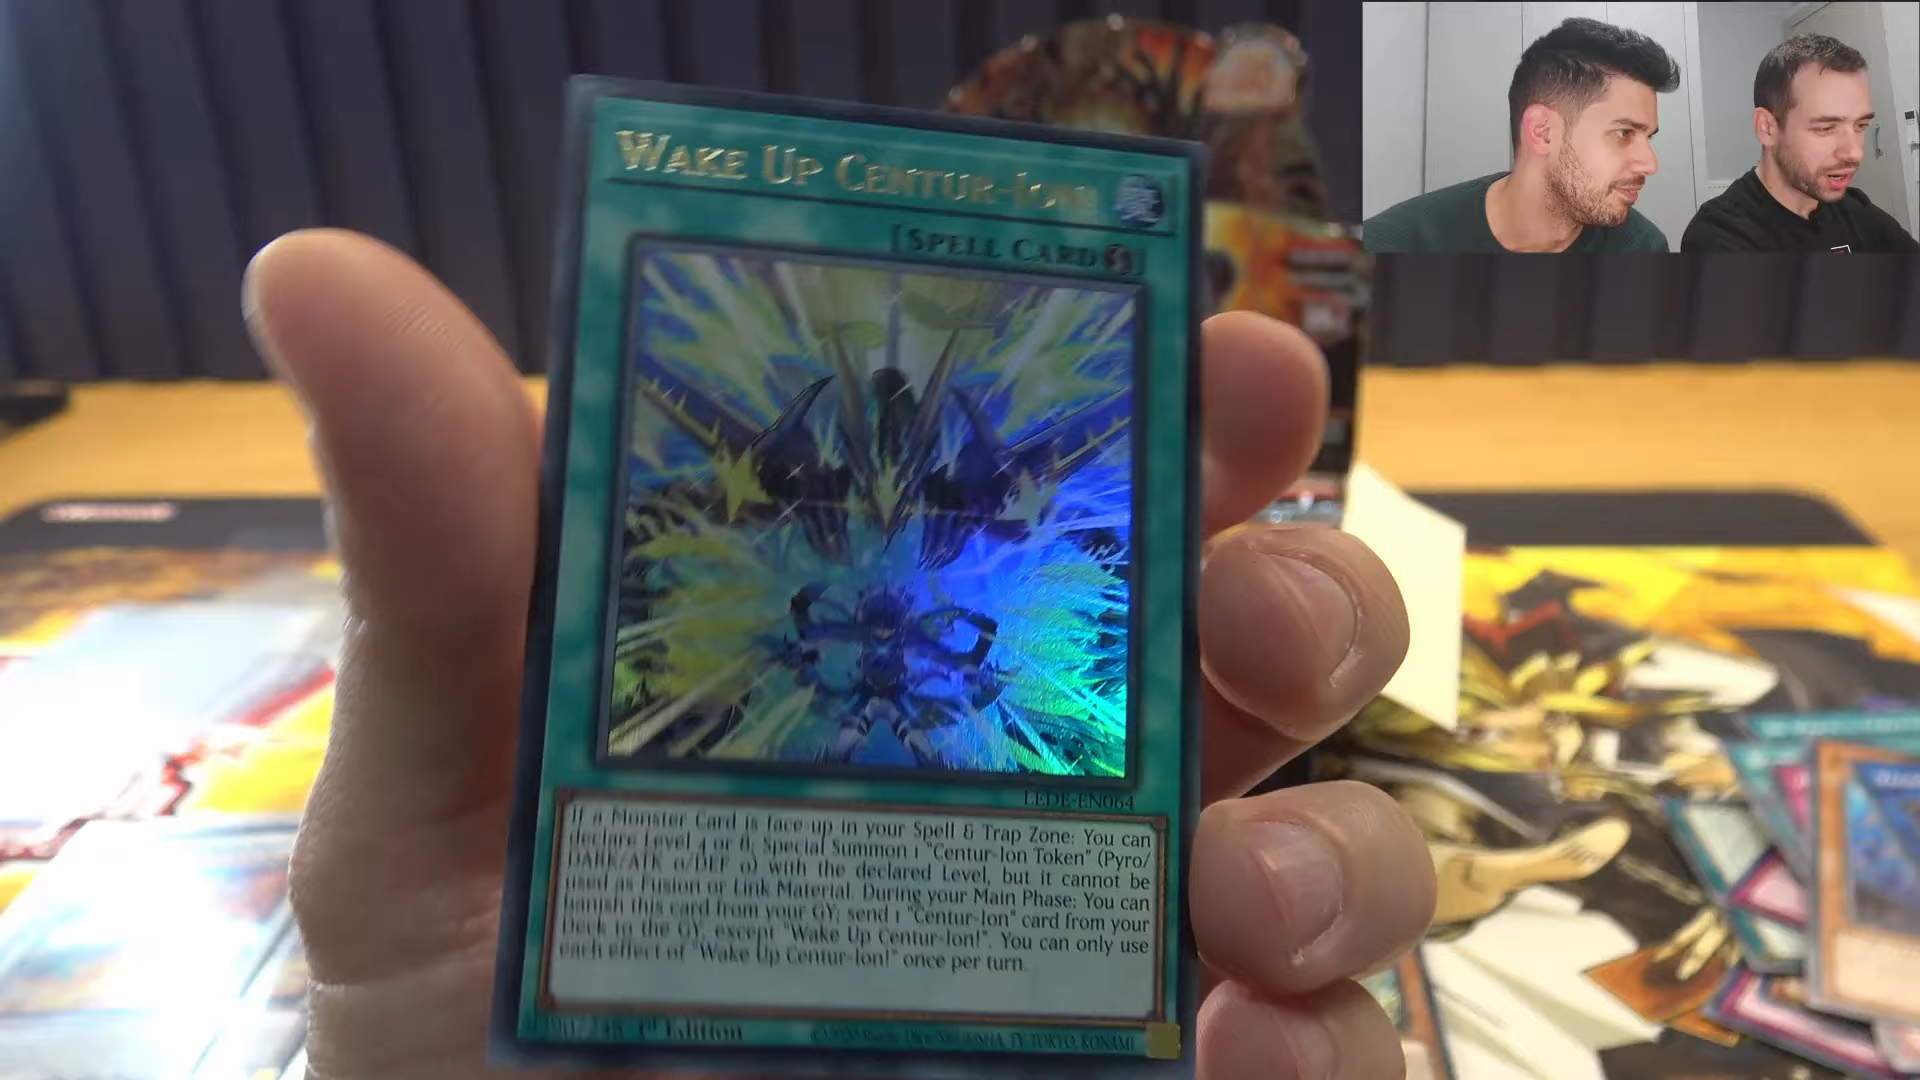 WAKE UP CENTUR-ION!
[SPELL CARD]
LEDE-EN064
If a Monster Card is face-up in your Spell & Trap Zone: You can
declare Level 4 or 8; Special Summon 1 "Centur-Ion Token" (Pyro/
DARK/ATK 0/DEF 0) with the declared Level, but it cannot be
used as Fusion or Link Material. During your Main Phase: You can
banish this card from your GY; send 1 "Centur-Ion" card from your
Deck to the GY, except "Wake Up Centur-Ion!". You can only use
each effect of "Wake Up Centur-Ion!" once per turn.
1st Edition
TOKYO, KONAMI